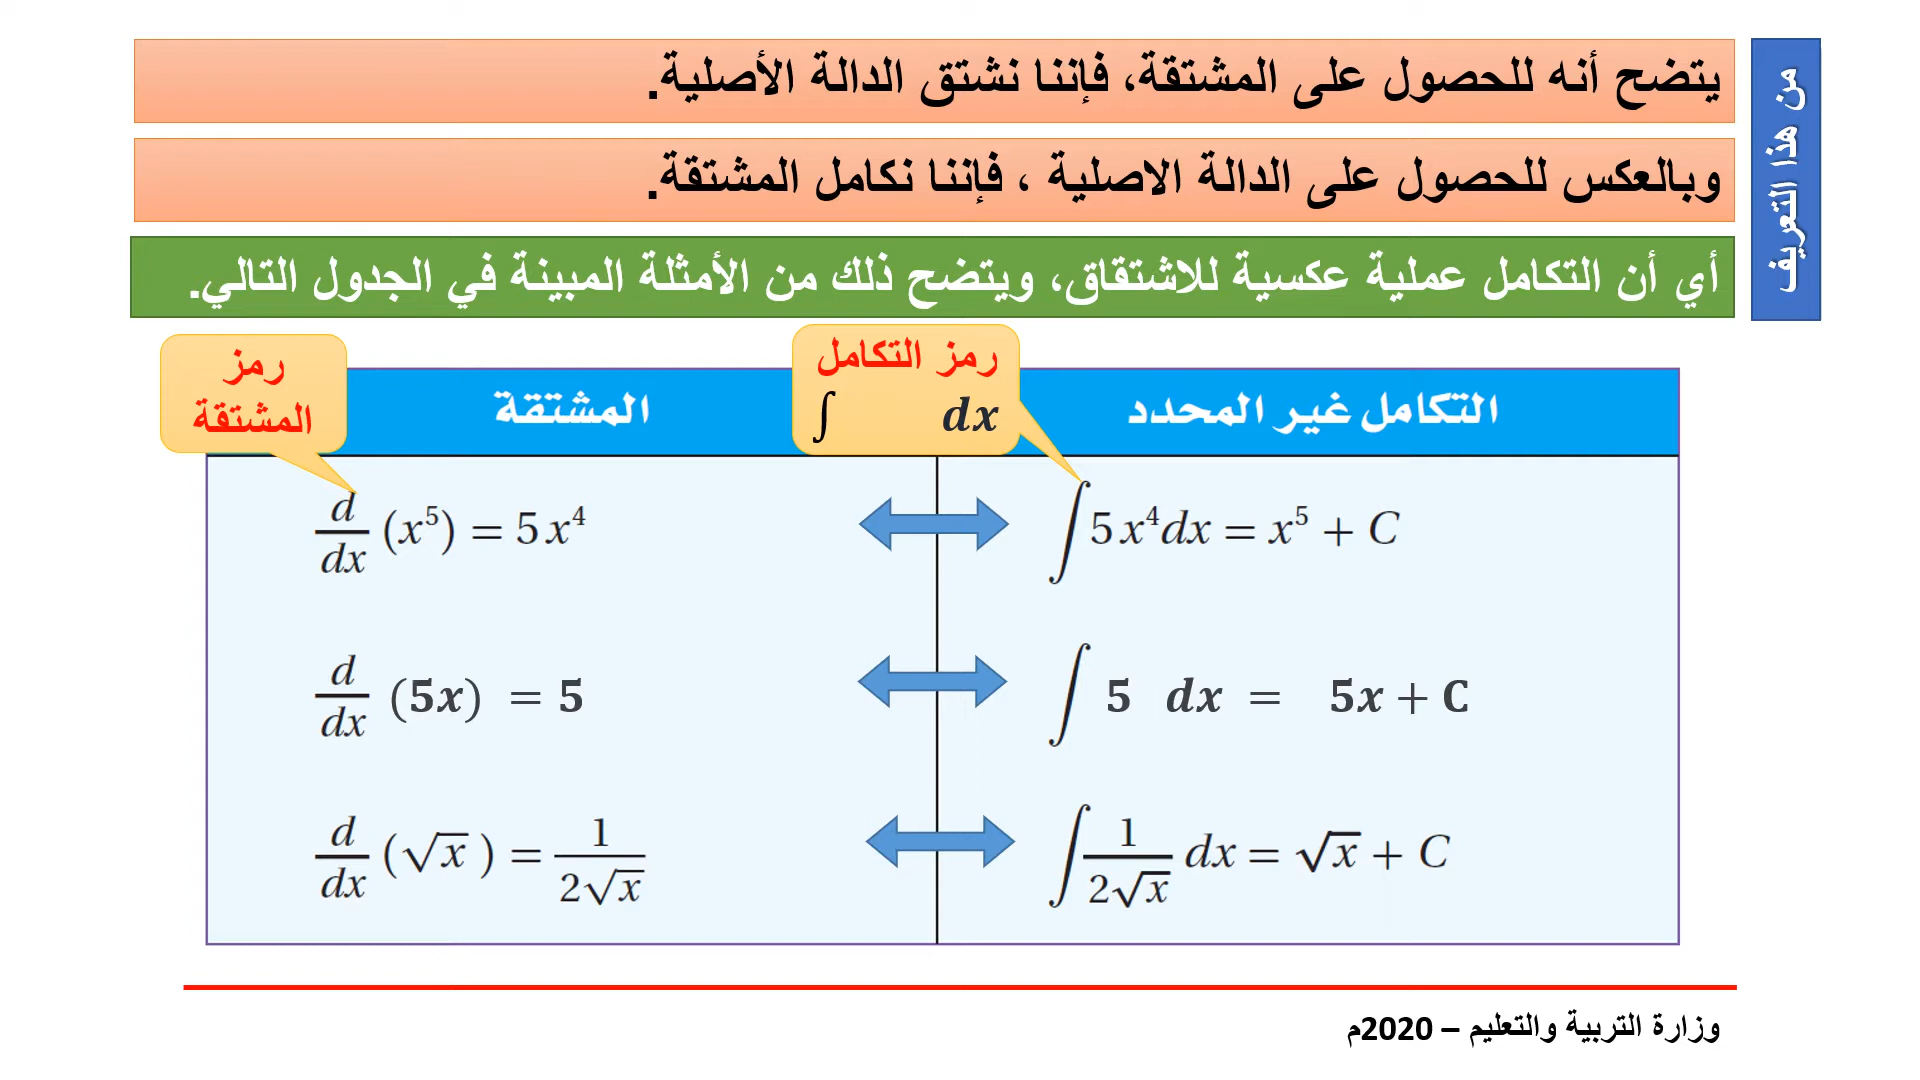 من هذا التعريف
يتضح أنه للحصول على المشتقة، فإننا نشتق الدالة الأصلية.
وبالعكس للحصول على الدالة الاصلية ، فإننا نكامل المشتقة.
أي أن التكامل عملية عكسية للاشتقاق، ويتضح ذلك من الأمثلة المبينة في الجدول التالي.
رمز التكامل
∫ dx
رمز
المشتقة
التكامل غير المحدد
المشتقة
∫ 5x⁴dx = x⁵ + C
d/dx (x⁵) = 5x⁴
∫ 5 dx = 5x + C
d/dx (5x) = 5
∫ 1/(2√x) dx = √x + C
d/dx (√x) = 1/(2√x)
وزارة التربية والتعليم – 2020م